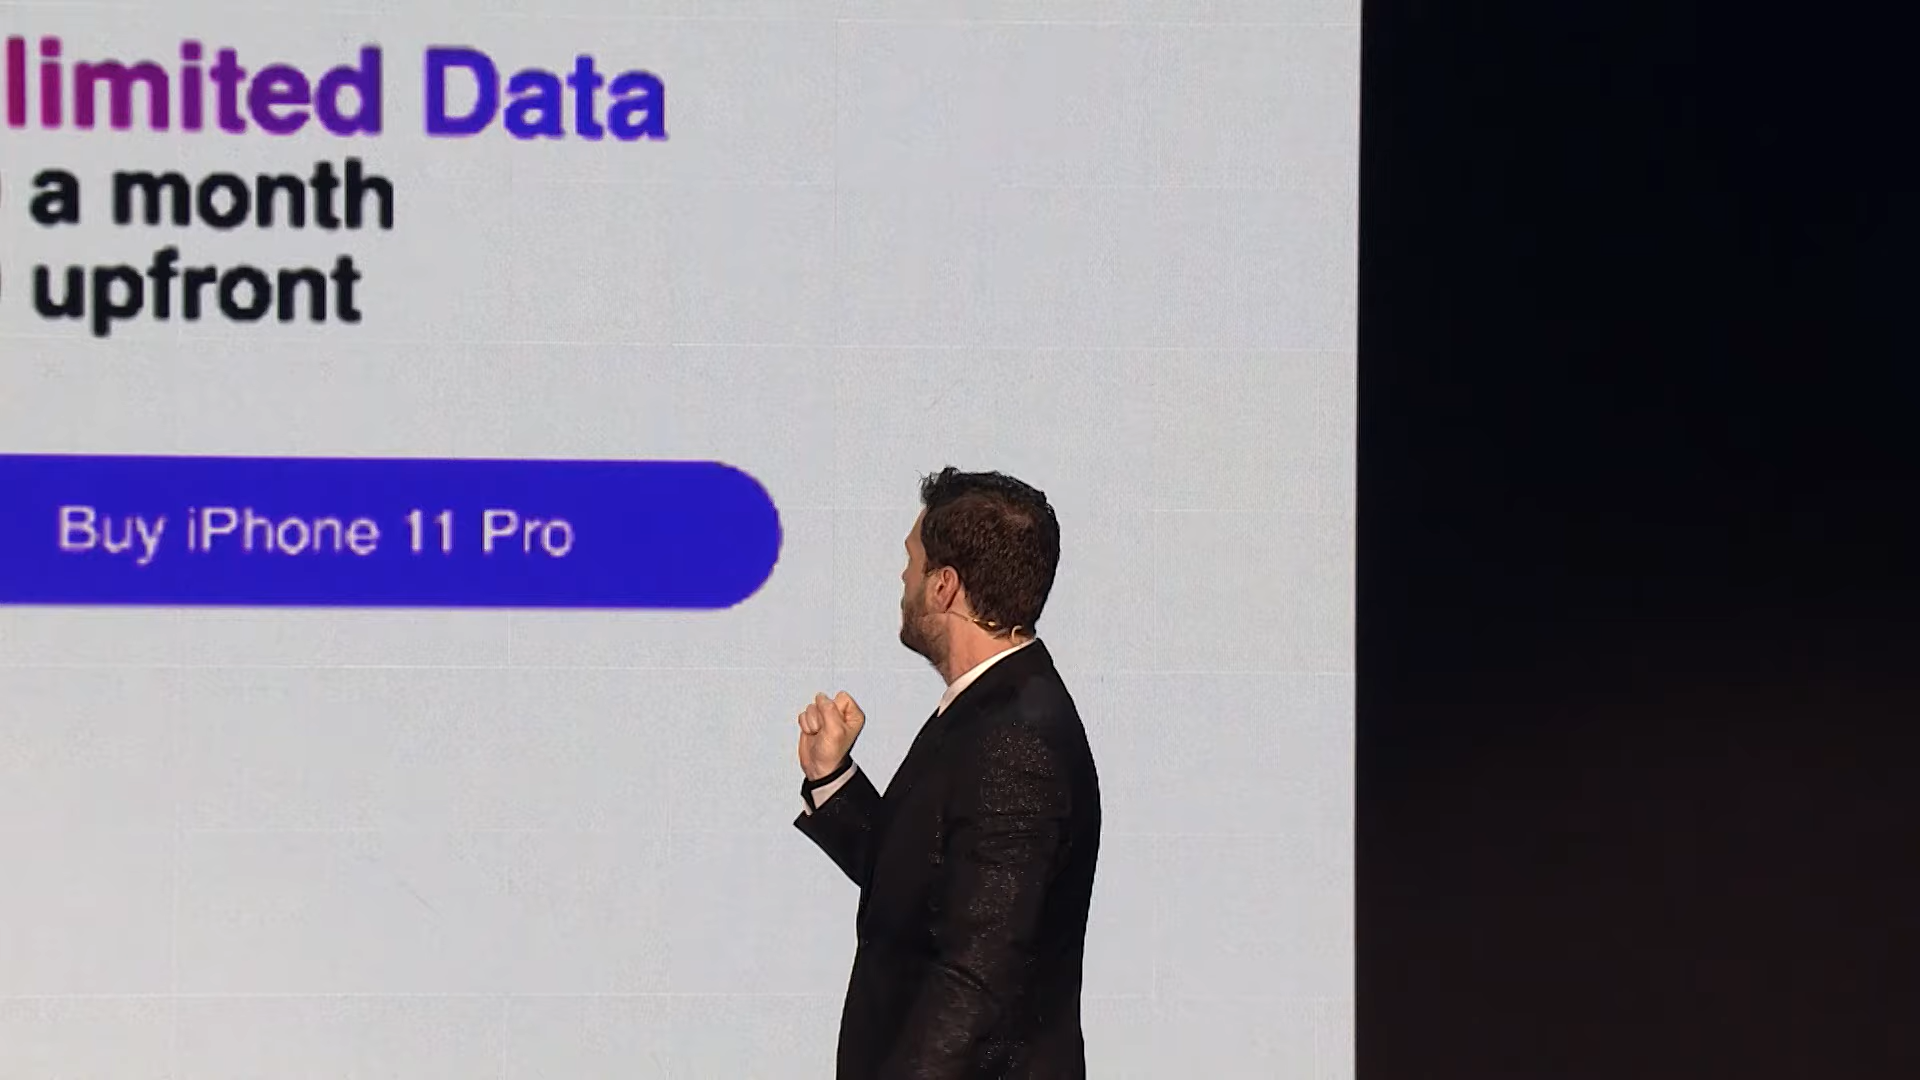 limited Data
a month
upfront
Buy iPhone 11 Pro